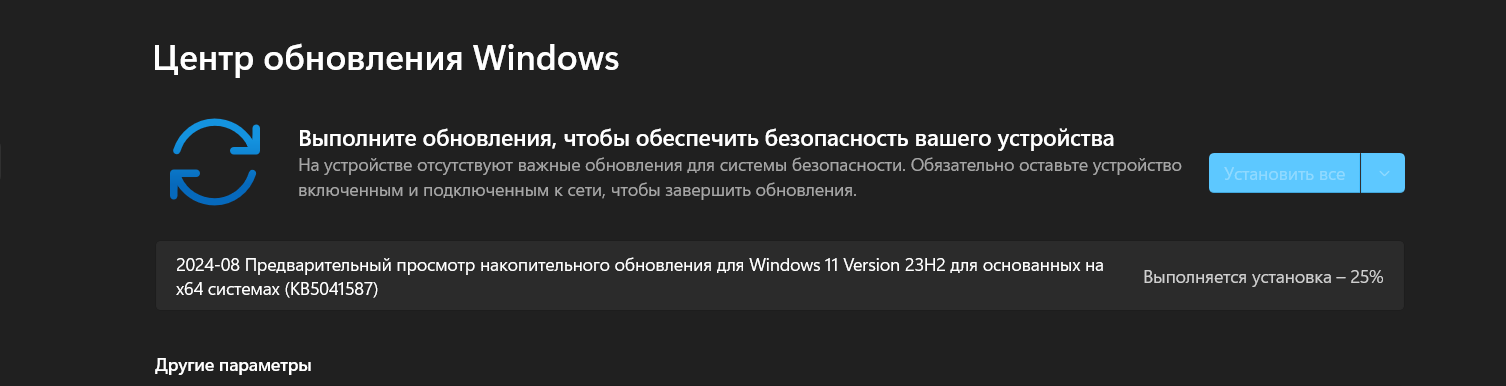 Центр обновления Windows
Выполните обновления, чтобы обеспечить безопасность вашего устройства
На устройстве отсутствуют важные обновления для системы безопасности. Обязательно оставьте устройство
включенным и подключенным к сети, чтобы завершить обновления.
Установить все
2024-08 Предварительный просмотр накопительного обновления для Windows 11 Version 23H2 для основанных на
x64 системах (KB5041587)
Выполняется установка – 25%
Другие параметры